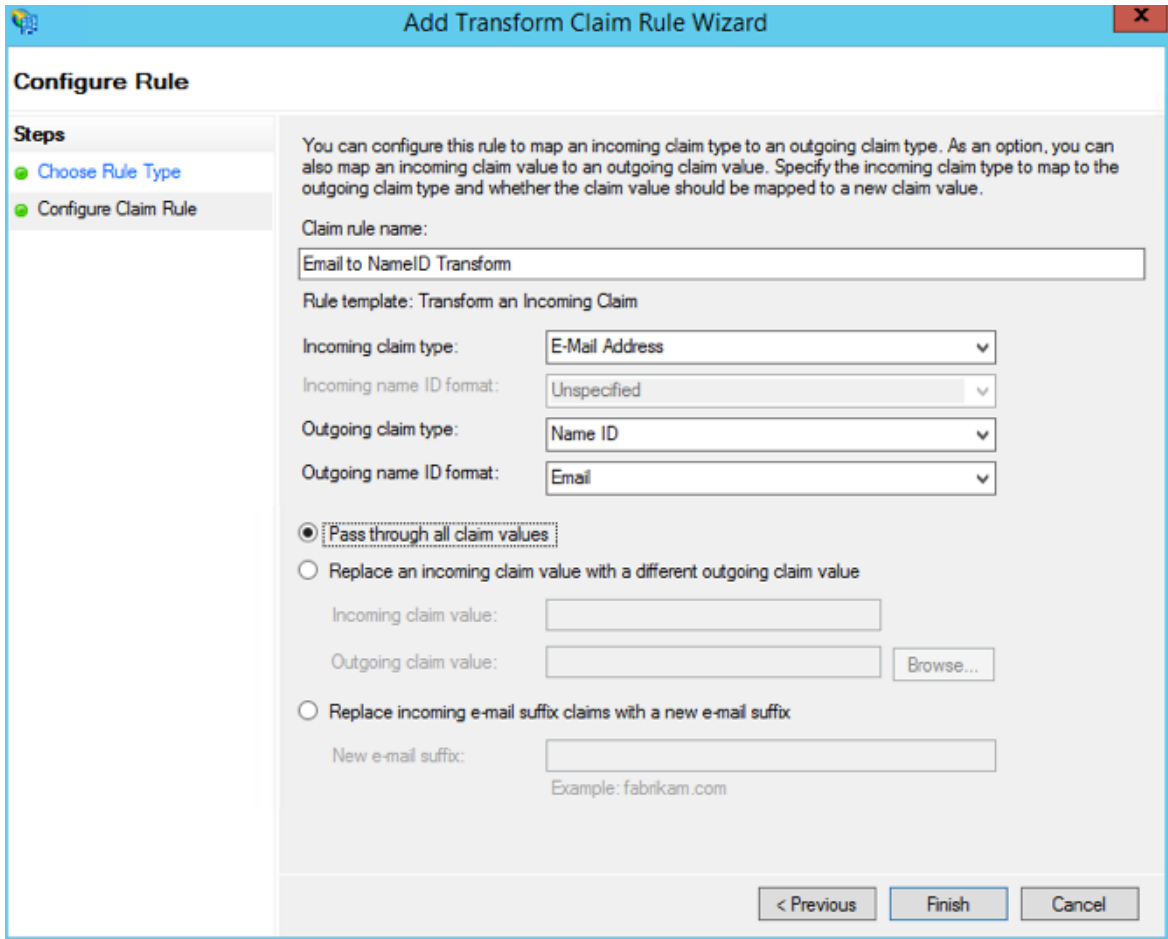 Add Transform Claim Rule Wizard
x
Configure Rule
Steps
Choose Rule Type
Configure Claim Rule
You can configure this rule to map an incoming claim type to an outgoing claim type. As an option, you can
also map an incoming claim value to an outgoing claim value. Specify the incoming claim type to map to the
outgoing claim type and whether the claim value should be mapped to a new claim value.
Claim rule name:
Email to NameID Transform
Rule template: Transform an Incoming Claim
Incoming claim type: E-Mail Address
Incoming name ID format: Unspecified
Outgoing claim type: Name ID
Outgoing name ID format: Email
Pass through all claim values
Replace an incoming claim value with a different outgoing claim value
Incoming claim value:
Outgoing claim value: Browse...
Replace incoming e-mail suffix claims with a new e-mail suffix
New e-mail suffix:
Example: fabrikam.com
< Previous Finish Cancel